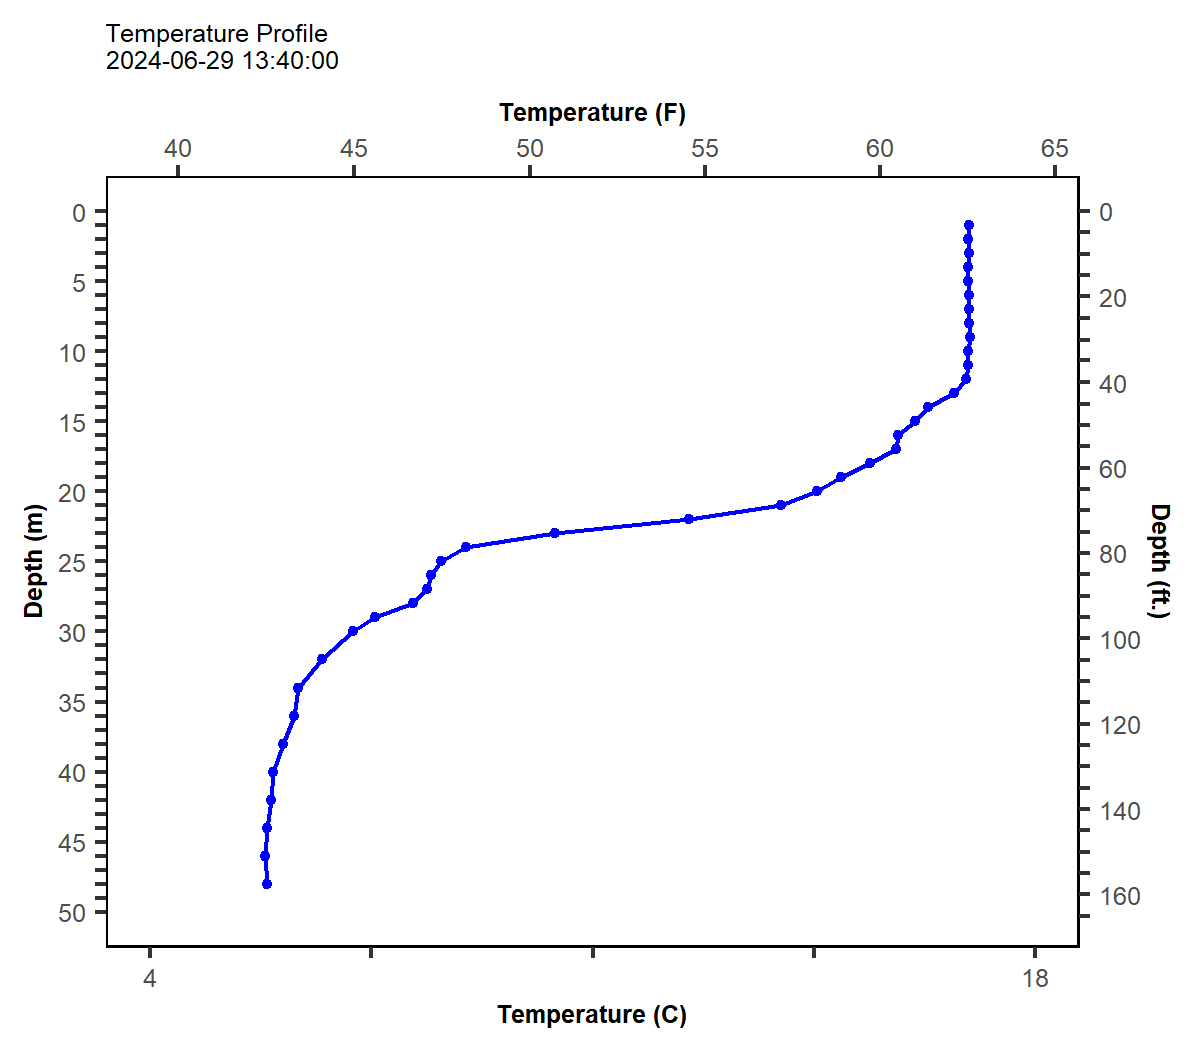 Temperature Profile
2024-06-29 13:40:00
Temperature (F)
40 45 50 55 60 65
0 0
5 20
10 40
15 60
20 80
25 100
30 120
35 140
40 160
45
50
Depth (m)
Depth (ft.)
4 18
Temperature (C)